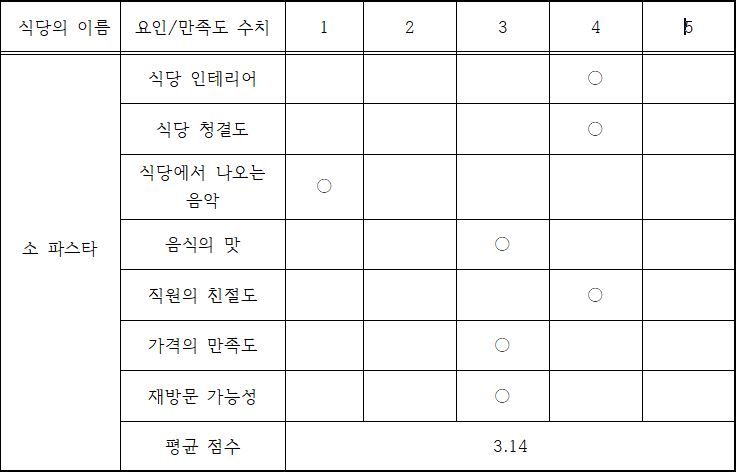 식당의 이름 요인/만족도 수치 1 2 3 4 5
식당 인테리어 ○
식당 청결도 ○
식당에서 나오는
음악 ○
소 파스타
음식의 맛 ○
직원의 친절도 ○
가격의 만족도 ○
재방문 가능성 ○
평균 점수 3.14